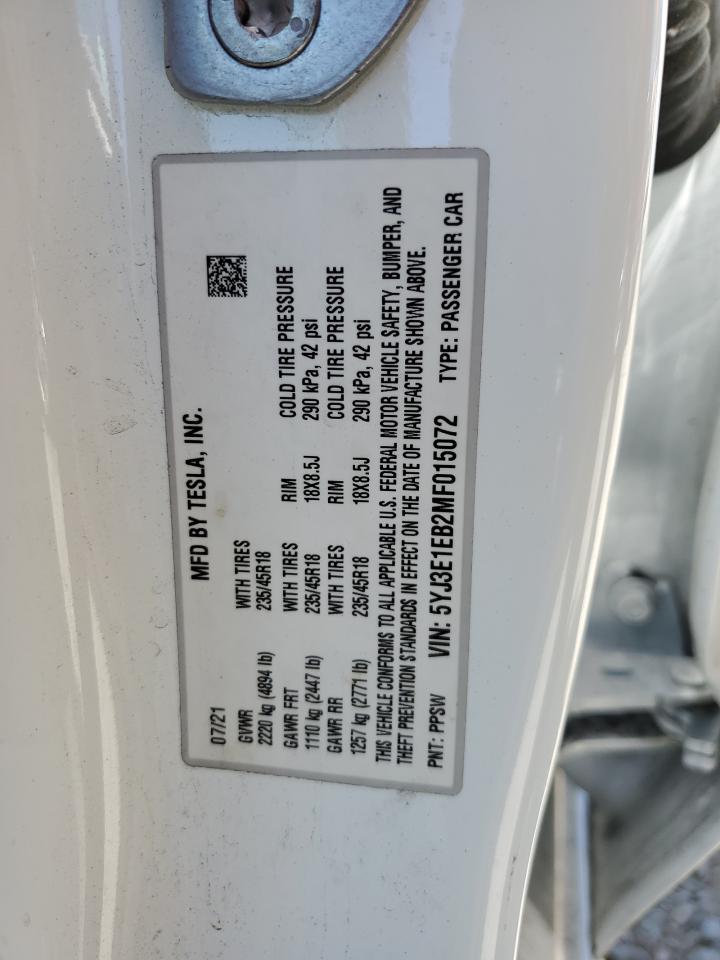 MFD BY TESLA, INC.
07/21
GVWR WITH TIRES
2220 kg (4894 lb) 235/45R18
GAWR FRT WITH TIRES RIM COLD TIRE PRESSURE
1110 kg (2447 lb) 235/45R18 18X8.5J 290 kPa, 42 psi
GAWR RR WITH TIRES RIM COLD TIRE PRESSURE
1257 kg (2771 lb) 235/45R18 18X8.5J 290 kPa, 42 psi
THIS VEHICLE CONFORMS TO ALL APPLICABLE U.S. FEDERAL MOTOR VEHICLE SAFETY, BUMPER, AND
THEFT PREVENTION STANDARDS IN EFFECT ON THE DATE OF MANUFACTURE SHOWN ABOVE.
PNT: PPSW VIN: 5YJ3E1EB2MF015072 TYPE: PASSENGER CAR